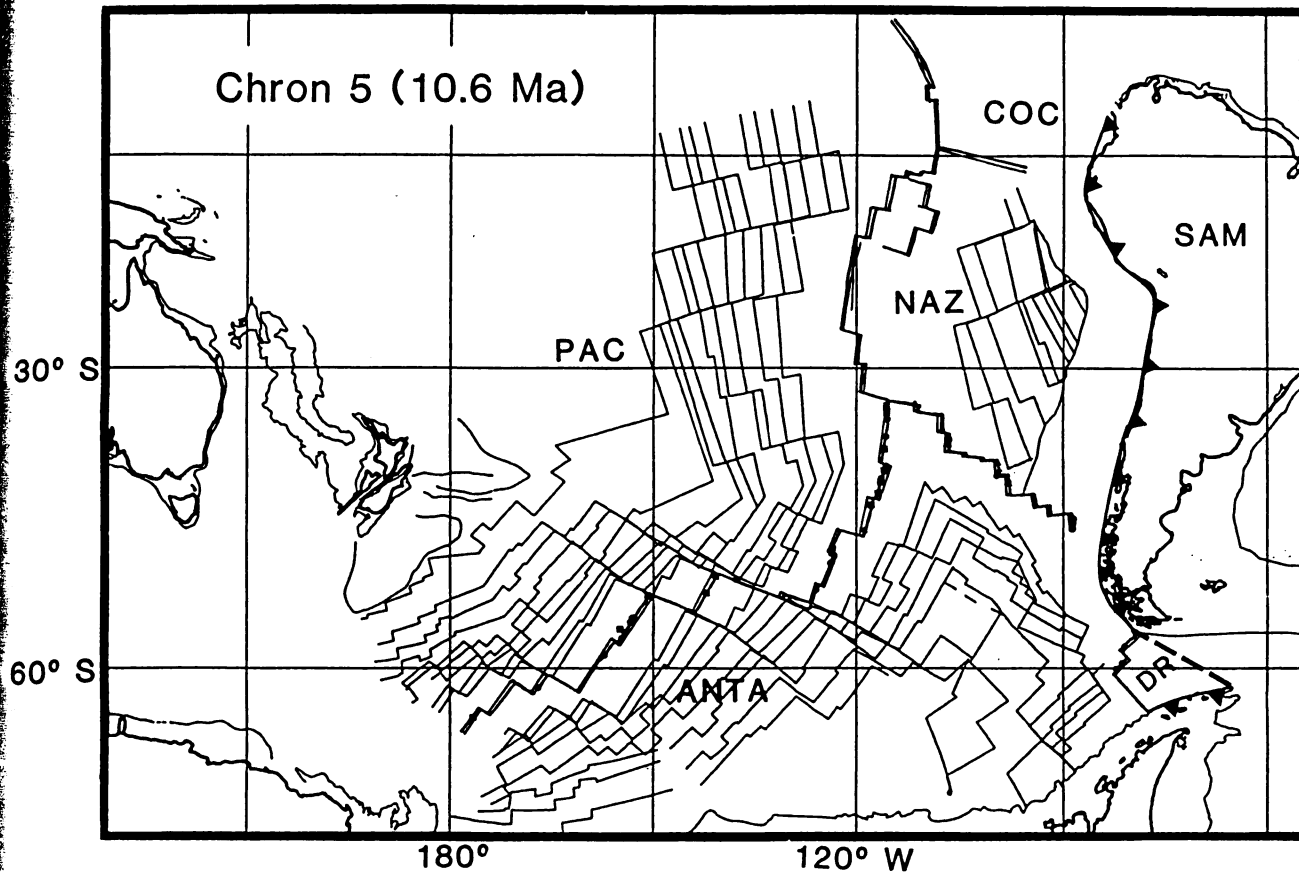 Chron 5 (10.6 Ma)
COC
SAM
NAZ
PAC
30° S
60° S
ANTA
DR
180°
120° W